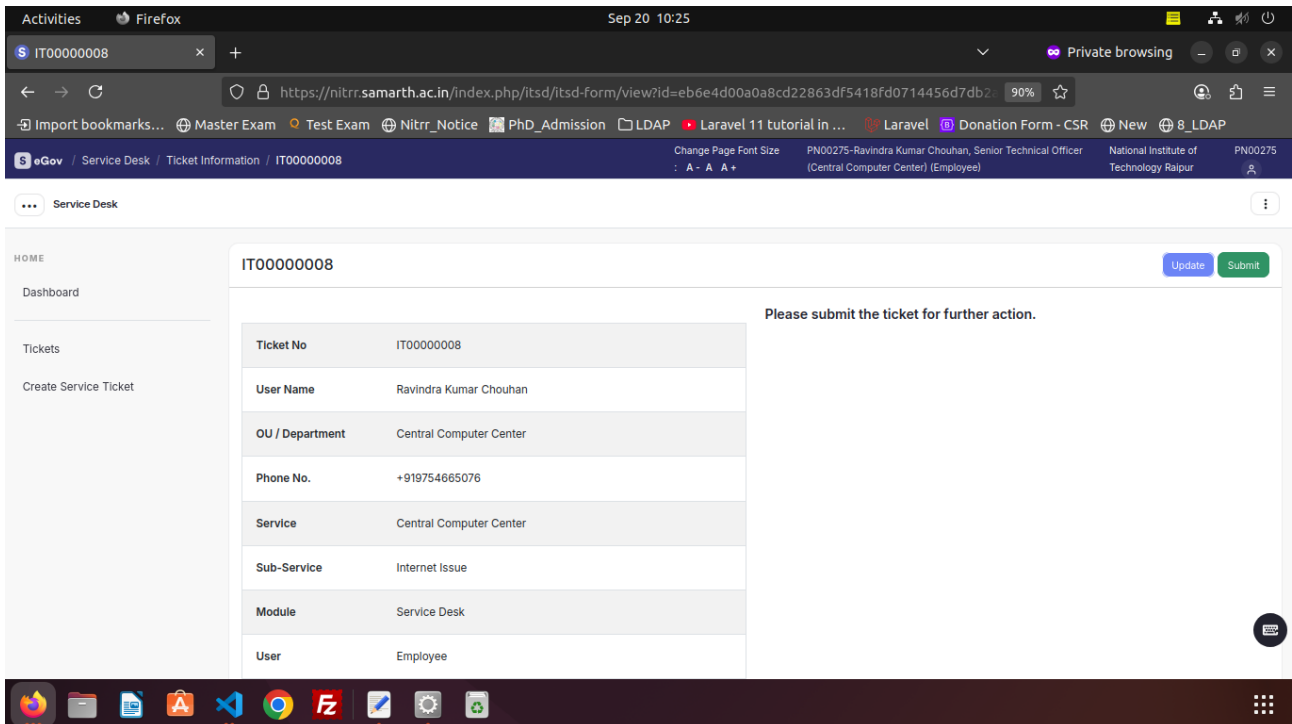 Activities Firefox Sep 20 10:25
IT00000008
Private browsing
https://nitrr.samarth.ac.in/index.php/itsd/itsd-form/view?id=eb6e4d00a0a8cd22863df5418fd0714456d7db2 90%
Import bookmarks... Master Exam Test Exam Nitrr_Notice PhD_Admission LDAP Laravel 11 tutorial in ... Laravel Donation Form - CSR New 8_LDAP
S eGov / Service Desk / Ticket Information / IT00000008
Change Page Font Size
: A - A A +
PN00275-Ravindra Kumar Chouhan, Senior Technical Officer
(Central Computer Center) (Employee)
National Institute of
Technology Raipur
PN00275
Service Desk
HOME
Dashboard
Tickets
Create Service Ticket
IT00000008
Update Submit
Please submit the ticket for further action.
Ticket No IT00000008
User Name Ravindra Kumar Chouhan
OU / Department Central Computer Center
Phone No. +919754665076
Service Central Computer Center
Sub-Service Internet Issue
Module Service Desk
User Employee